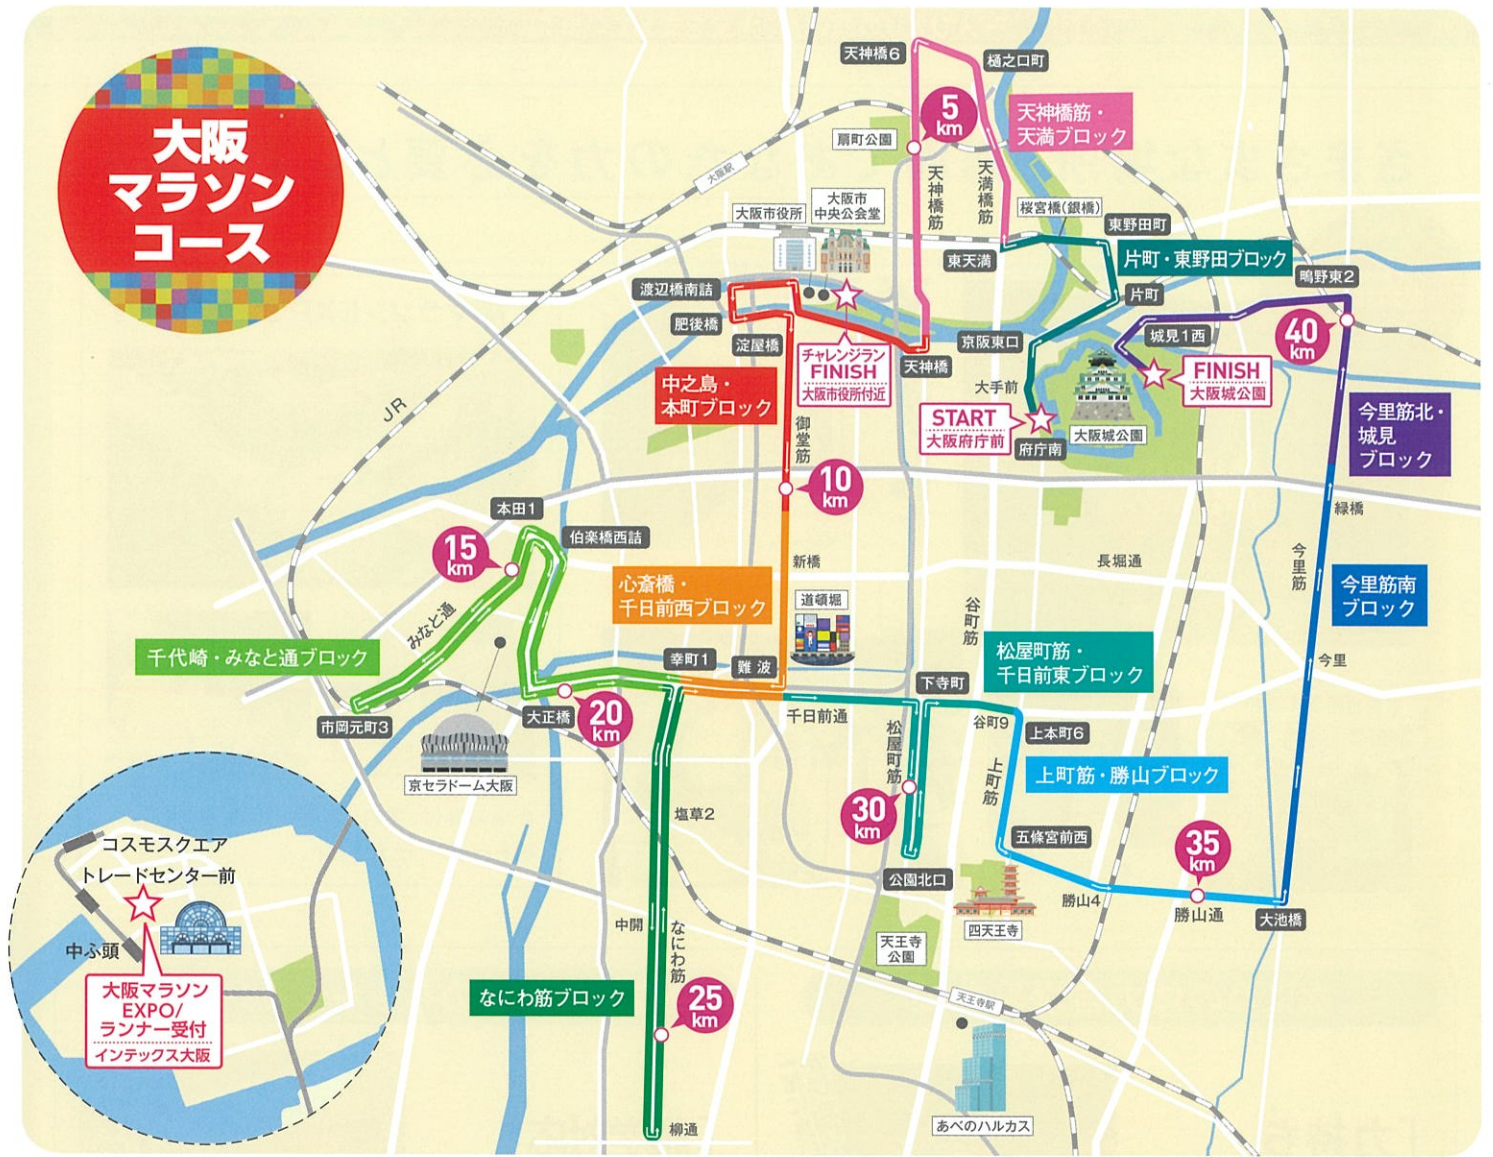 大阪
マラソン
コース
天神橋6
樋之口町
5
km
天神橋筋・
天満ブロック
扇町公園
大阪駅
天神橋筋
天満橋筋
大阪市役所
大阪市
中央公会堂
桜宮橋(銀橋)
東野田町
東天満
片町・東野田ブロック
片町
鴫野東2
渡辺橋南詰
肥後橋
淀屋橋
天神橋
京阪東口
城見1西
40
km
チャレンジラン
FINISH
大阪市役所付近
大手前
START
大阪府庁前
府庁南
大阪城公園
FINISH
大阪城公園
中之島・
本町ブロック
御堂筋
今里筋北・
城見
ブロック
JR
10
km
緑橋
本田1
伯楽橋西詰
15
km
新橋
長堀通
今里筋
心斎橋・
千日前西ブロック
道頓堀
谷町筋
今里筋南
ブロック
みなと通
千代崎・みなと通ブロック
幸町1
難波
松屋町筋・
千日前東ブロック
今里
下寺町
市岡元町3
大正橋
20
km
千日前通
松屋町筋
谷町9
上本町6
京セラドーム大阪
上町筋
上町筋・勝山ブロック
30
km
塩草2
五條宮前西
35
km
公園北口
勝山4
勝山通
大池橋
コスモスクエア
トレードセンター前
中ふ頭
大阪マラソン
EXPO/
ランナー受付
インテックス大阪
中開
なにわ筋
四天王寺
天王寺
公園
なにわ筋ブロック
25
km
天王寺駅
あべのハルカス
柳通